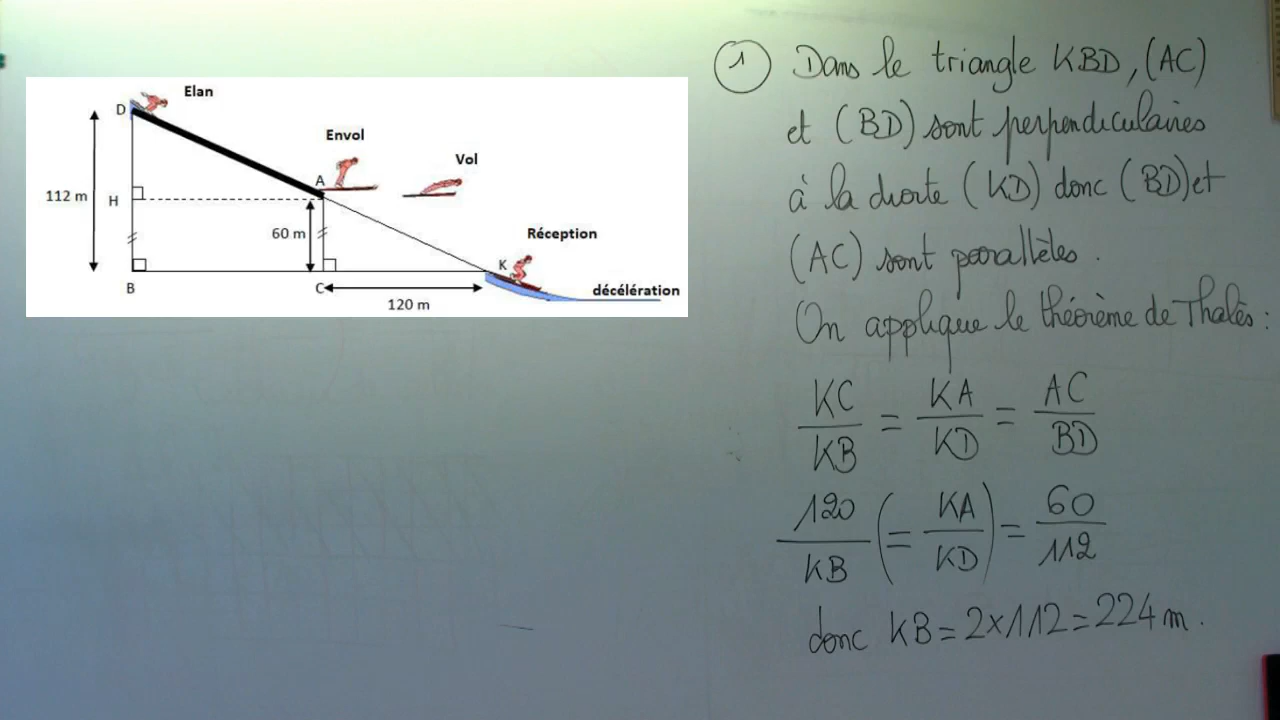 Elan
D
Envol
Vol
A
112 m
H
60 m
Réception
K
B
C
décélération
120 m
1 Dans le triangle KBD, (AC)
et (BD) sont perpendiculaires
à la droite (KD) donc (BD) et
(AC) sont parallèles.
On applique le théorème de Thalès :
KC/KB = KA/KD = AC/BD
120/KB (= KA/KD) = 60/112
donc KB = 2×112 = 224 m.